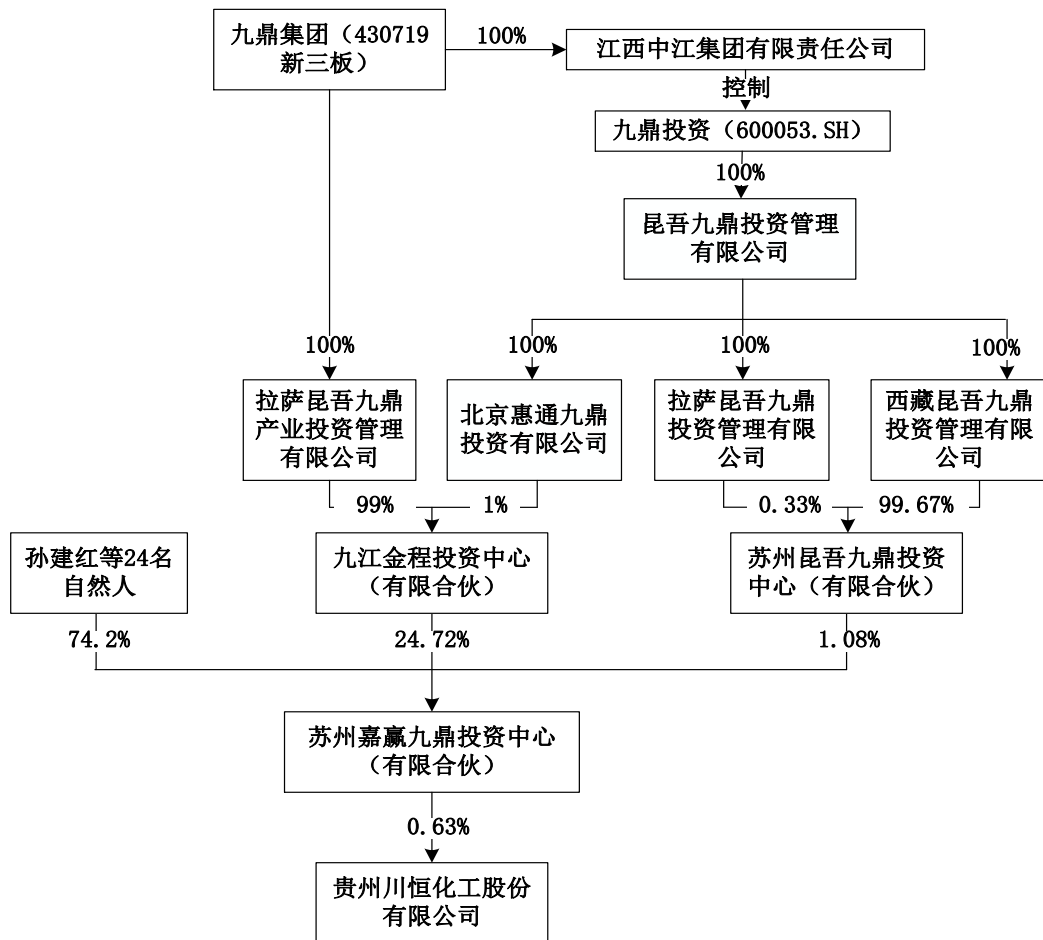 九鼎集团（430719
新三板）
100%
江西中江集团有限责任公司
控制
九鼎投资（600053.SH）
100%
昆吾九鼎投资管理
有限公司
100%
100%
100%
100%
拉萨昆吾九鼎
产业投资管理
有限公司
北京惠通九鼎
投资有限公司
拉萨昆吾九鼎
投资管理有限
公司
西藏昆吾九鼎
投资管理有限
公司
99%
1%
0.33%
99.67%
孙建红等24名
自然人
九江金程投资中心
（有限合伙）
苏州昆吾九鼎投资
中心（有限合伙）
74.2%
24.72%
1.08%
苏州嘉赢九鼎投资中心
（有限合伙）
0.63%
贵州川恒化工股份
有限公司